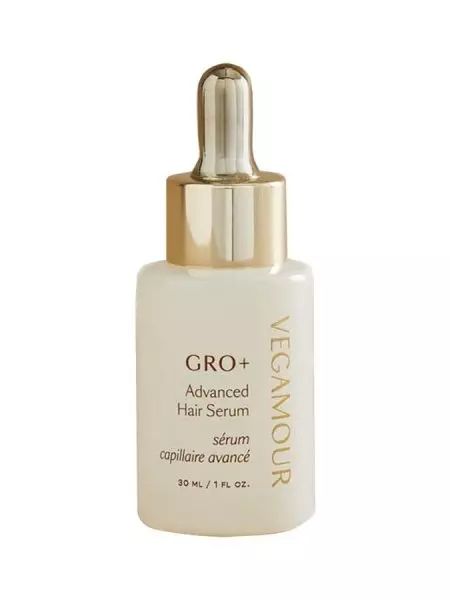 GRO+
Advanced
Hair Serum
sérum
capillaire avancé
30 ML / 1 FL OZ.
VEGAMOUR